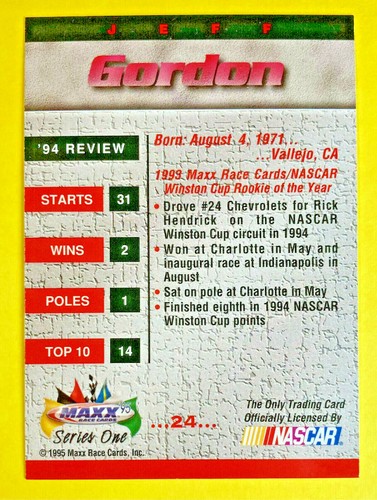 JEFF
Gordon
'94 REVIEW
STARTS 31
WINS 2
POLES 1
TOP 10 14
Born: August 4, 1971...
...Vallejo, CA
1993 Maxx Race Cards/NASCAR
Winston Cup Rookie of the Year
• Drove #24 Chevrolets for Rick
Hendrick on the NASCAR
Winston Cup circuit in 1994
• Won at Charlotte in May and
inaugural race at Indianapolis in
August
• Sat on pole at Charlotte in May
• Finished eighth in 1994 NASCAR
Winston Cup points
MAXX 95
RACE CARDS
Series One
© 1995 Maxx Race Cards, Inc.
...24...
The Only Trading Card
Officially Licensed By
NASCAR